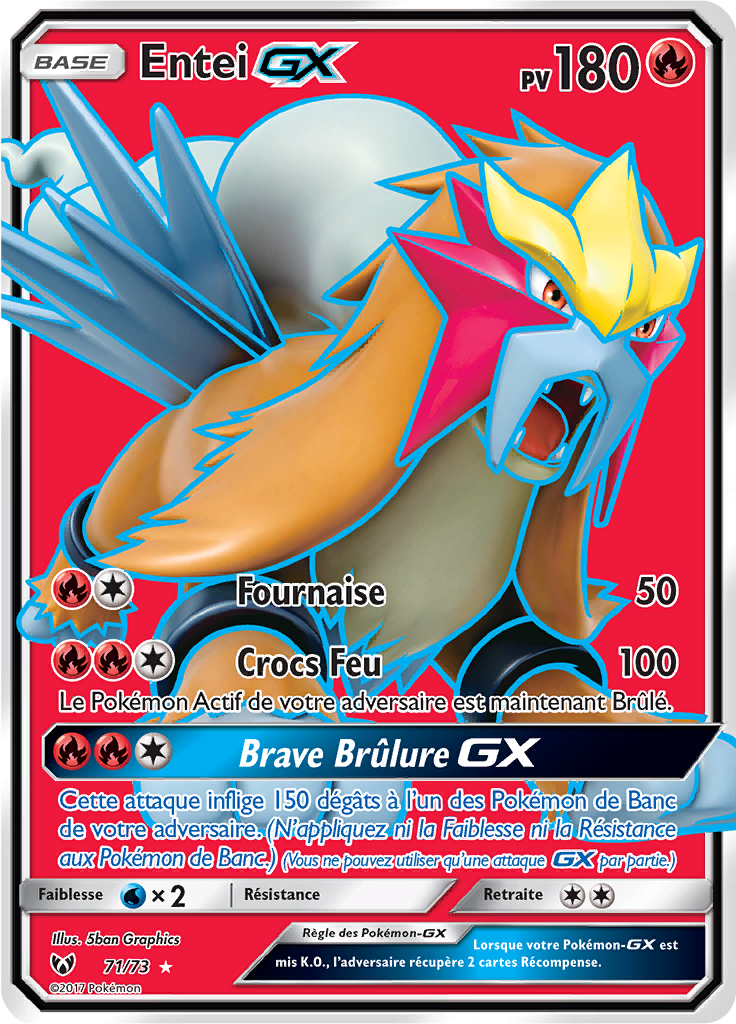 BASE Entei GX PV 180
Fournaise 50
Crocs Feu 100
Le Pokémon Actif de votre adversaire est maintenant Brûlé.
Brave Brûlure GX
Cette attaque inflige 150 dégâts à l'un des Pokémon de Banc
de votre adversaire. (N'appliquez ni la Faiblesse ni la Résistance
aux Pokémon de Banc.) (Vous ne pouvez utiliser qu'une attaque GX par partie.)
Faiblesse ×2 Résistance Retraite
Illus. 5ban Graphics
71/73
©2017 Pokémon
Règle des Pokémon-GX
Lorsque votre Pokémon-GX est
mis K.O., l'adversaire récupère 2 cartes Récompense.